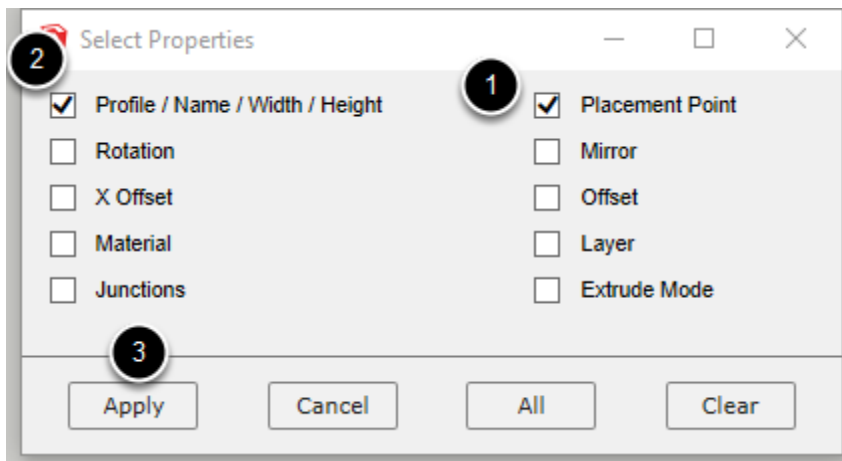 2
Select Properties
1
Profile / Name / Width / Height
Placement Point
Rotation
Mirror
X Offset
Offset
Material
Layer
Junctions
Extrude Mode
3
Apply
Cancel
All
Clear